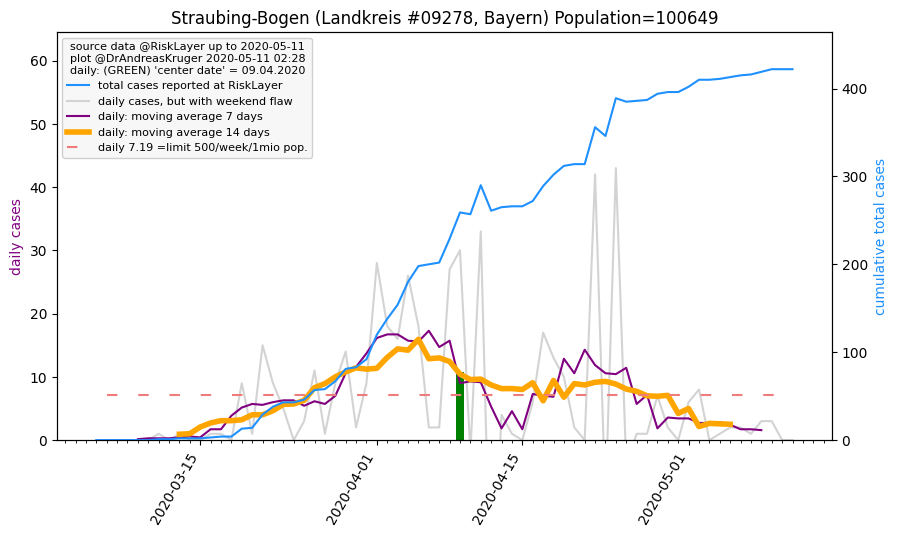 Straubing-Bogen (Landkreis #09278, Bayern) Population=100649
source data @RiskLayer up to 2020-05-11
plot @DrAndreasKruger 2020-05-11 02:28
daily: (GREEN) 'center date' = 09.04.2020
total cases reported at RiskLayer
daily cases, but with weekend flaw
daily: moving average 7 days
daily: moving average 14 days
daily 7.19 =limit 500/week/1mio pop.
daily cases
60
50
40
30
20
10
0
cumulative total cases
400
300
200
100
0
2020-03-15
2020-04-01
2020-04-15
2020-05-01